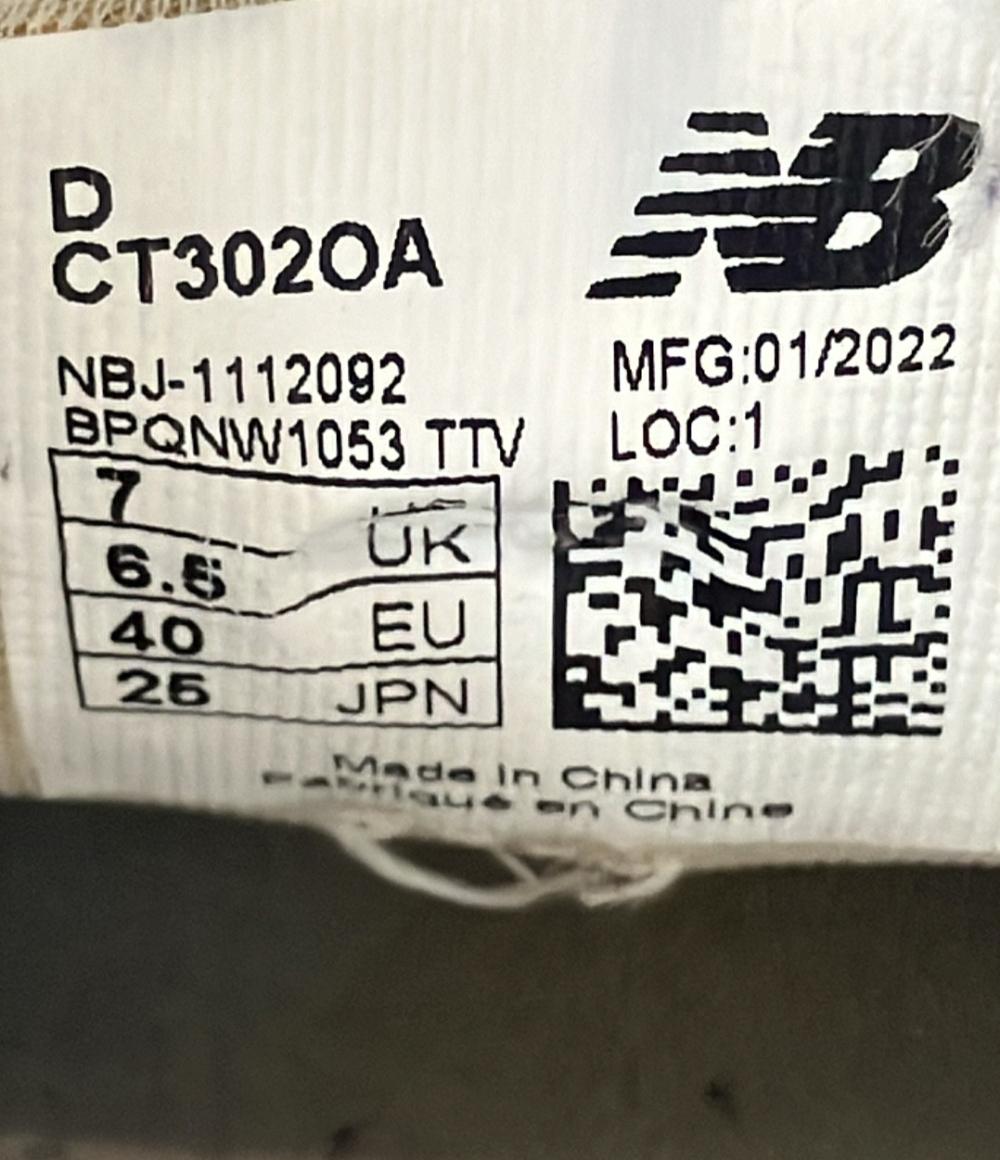 D
CT302OA
NB
NBJ-1112092
MFG:01/2022
BPQNW1053 TTV
LOC:1
7
6.5 UK
40 EU
25 JPN
Made in China
Fabriqué en Chine